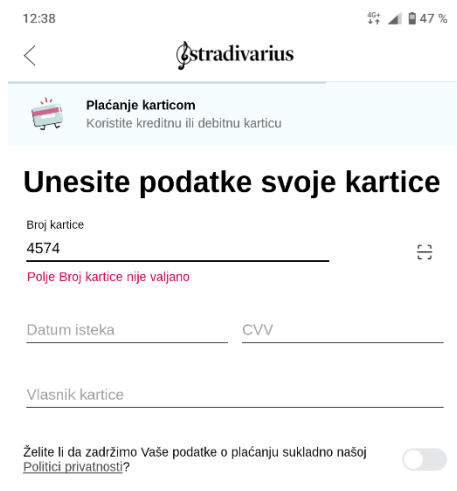 12:38
4G+ 47 %
stradivarius
Plaćanje karticom
Koristite kreditnu ili debitnu karticu
Unesite podatke svoje kartice
Broj kartice
4574
Polje Broj kartice nije valjano
Datum isteka CVV
Vlasnik kartice
Želite li da zadržimo Vaše podatke o plaćanju sukladno našoj
Politici privatnosti?